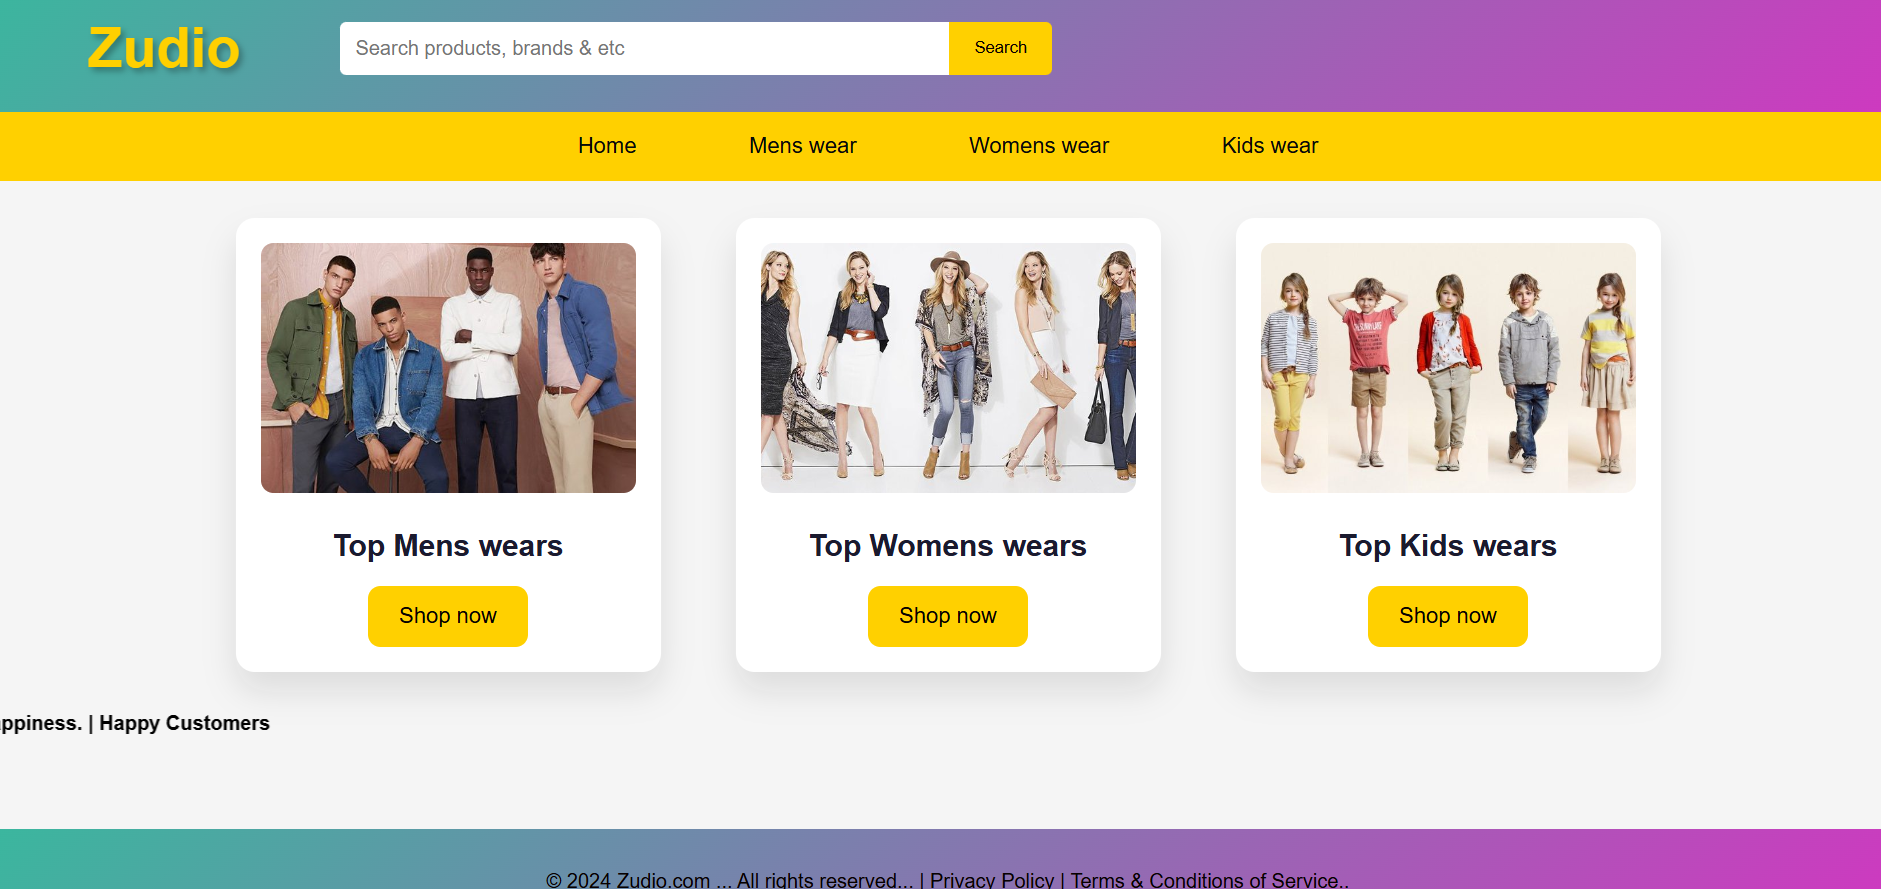 Zudio
Search products, brands & etc
Search
Home
Mens wear
Womens wear
Kids wear
Top Mens wears
Shop now
Top Womens wears
Shop now
Top Kids wears
Shop now
ppiness. | Happy Customers
© 2024 Zudio.com ... All rights reserved... | Privacy Policy | Terms & Conditions of Service..